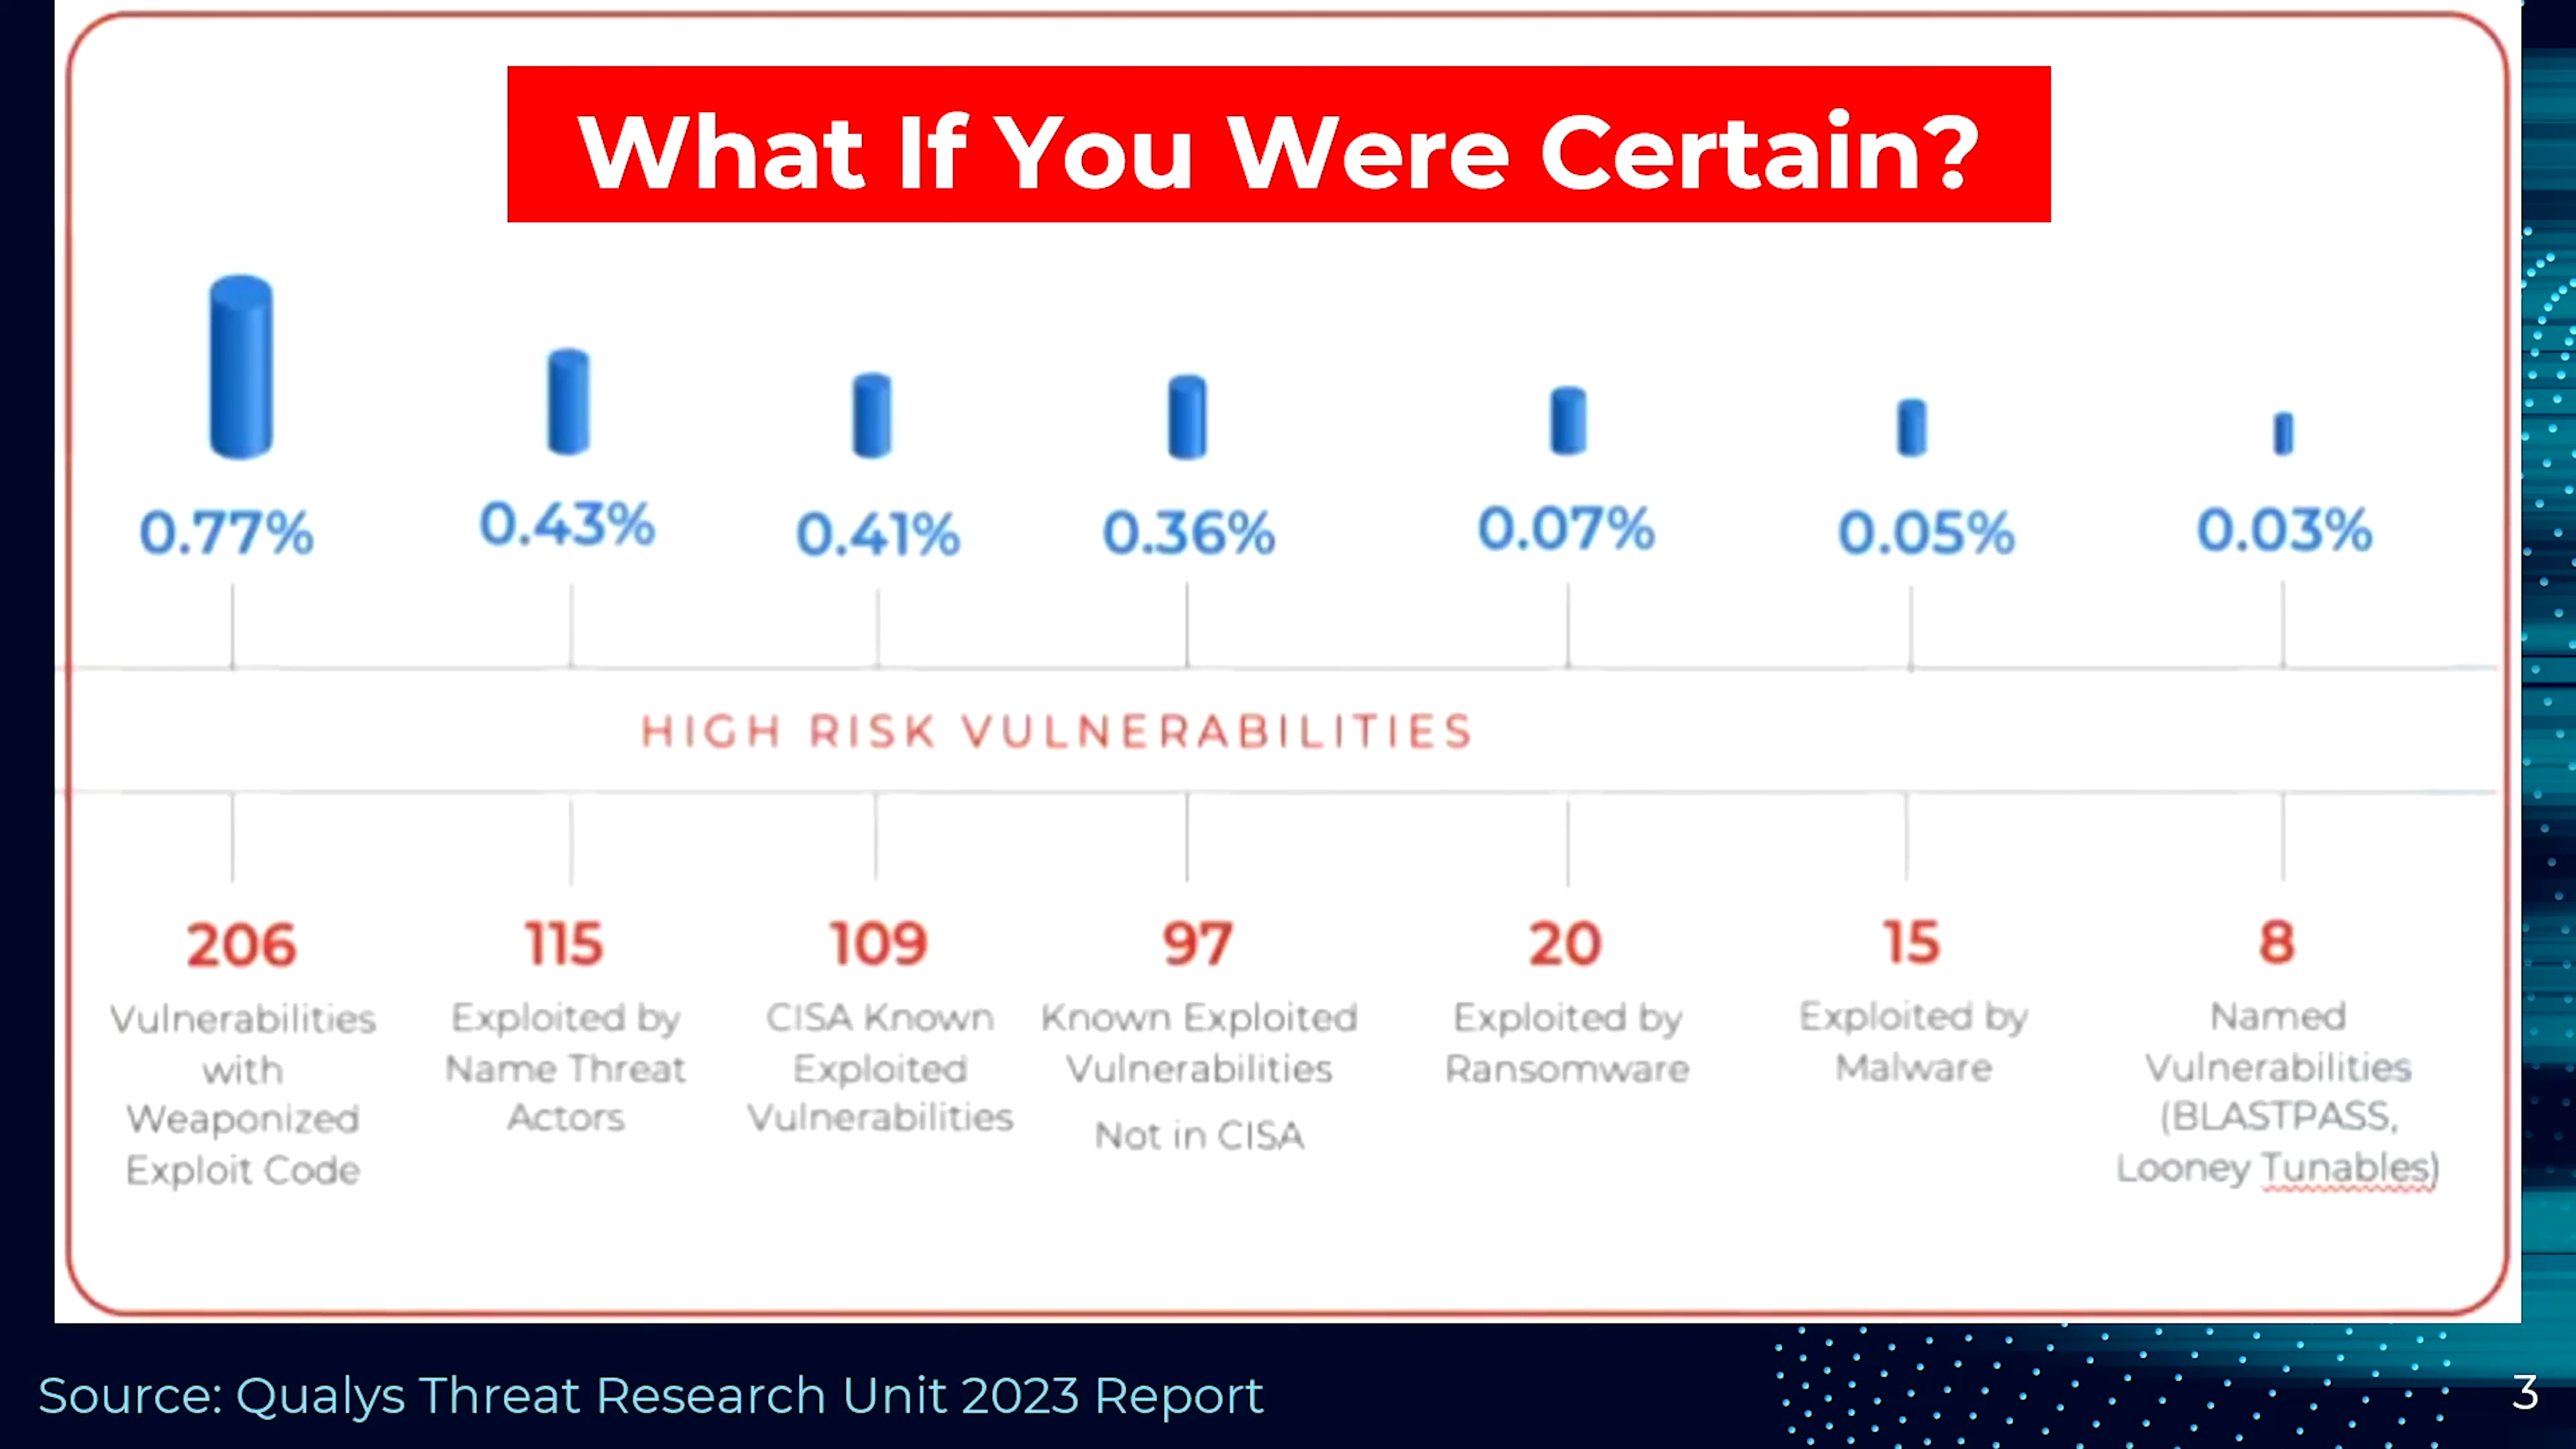 What If You Were Certain?
0.77%
0.43%
0.41%
0.36%
0.07%
0.05%
0.03%
HIGH RISK VULNERABILITIES
206
Vulnerabilities
with
Weaponized
Exploit Code
115
Exploited by
Name Threat
Actors
109
CISA Known
Exploited
Vulnerabilities
97
Known Exploited
Vulnerabilities
Not in CISA
20
Exploited by
Ransomware
15
Exploited by
Malware
8
Named
Vulnerabilities
(BLASTPASS,
Looney Tunables)
Source: Qualys Threat Research Unit 2023 Report
3